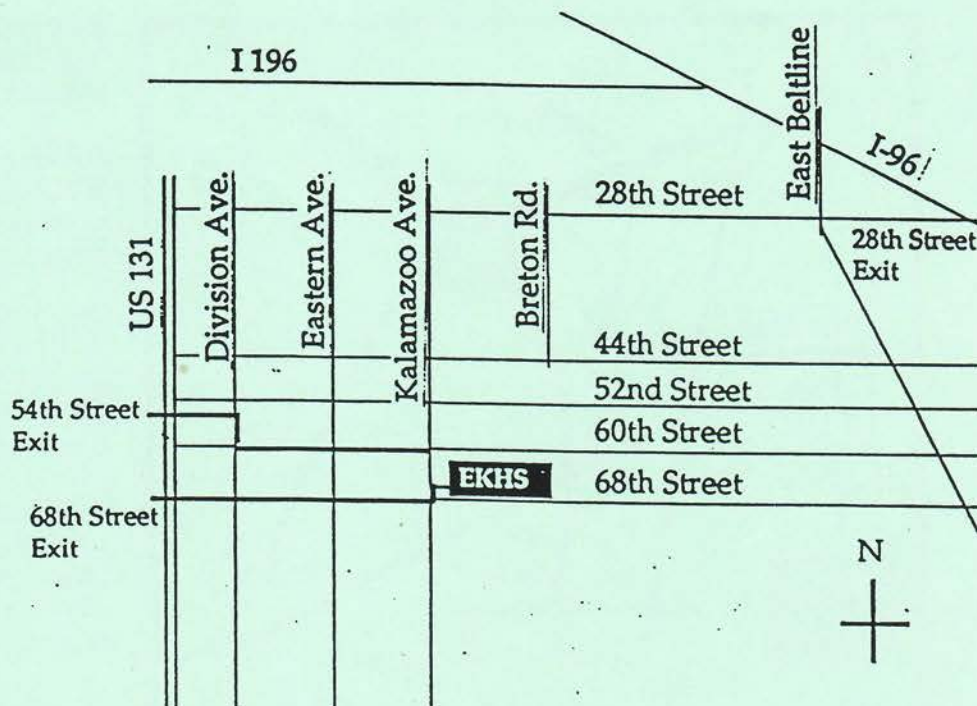 I 196
East Beltline
I-96
US 131
Division Ave.
Eastern Ave.
Kalamazoo Ave.
Breton Rd.
28th Street
28th Street
Exit
44th Street
52nd Street
54th Street
Exit
60th Street
EKHS
68th Street
68th Street
Exit
N